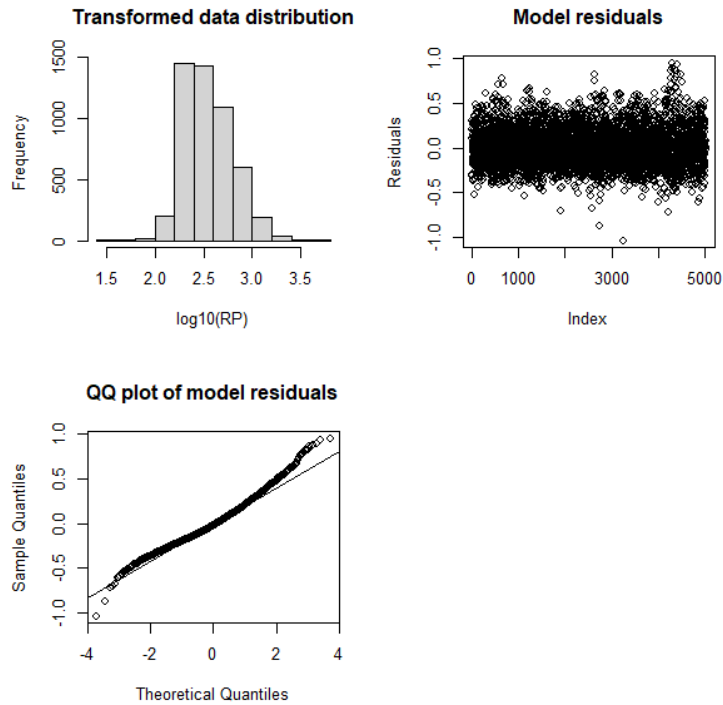 Transformed data distribution
Frequency
0
500
1500
1.5 2.0 2.5 3.0 3.5
log10(RP)
Model residuals
Residuals
-1.0
-0.5
0.0
0.5
1.0
0 1000 3000 5000
Index
QQ plot of model residuals
Sample Quantiles
-1.0
-0.5
0.0
0.5
1.0
-4 -2 0 2 4
Theoretical Quantiles